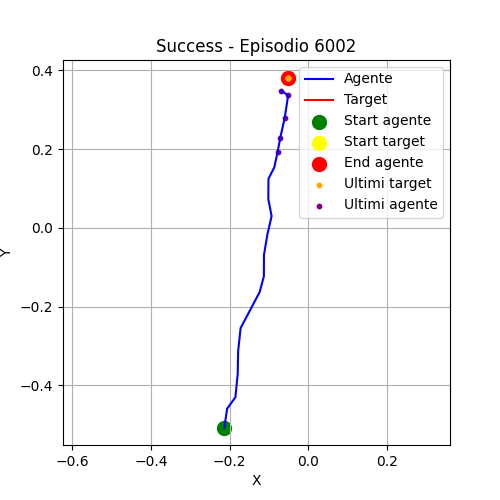 Success - Episodio 6002
Agente
Target
Start agente
Start target
End agente
Ultimi target
Ultimi agente
0.4
0.2
0.0
−0.2
−0.4
Y
−0.6
−0.4
−0.2
0.0
0.2
X